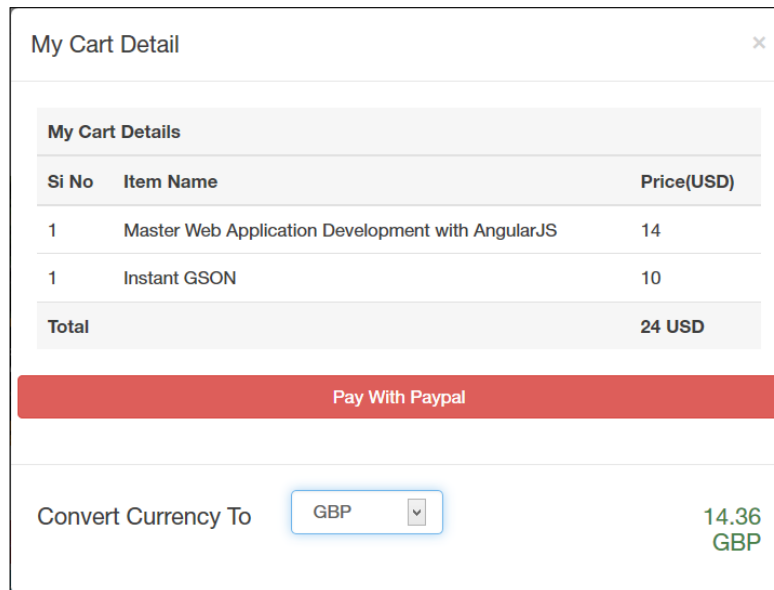 My Cart Detail ×
My Cart Details
Si No Item Name Price(USD)
1 Master Web Application Development with AngularJS 14
1 Instant GSON 10
Total 24 USD
Pay With Paypal
Convert Currency To GBP 14.36
GBP